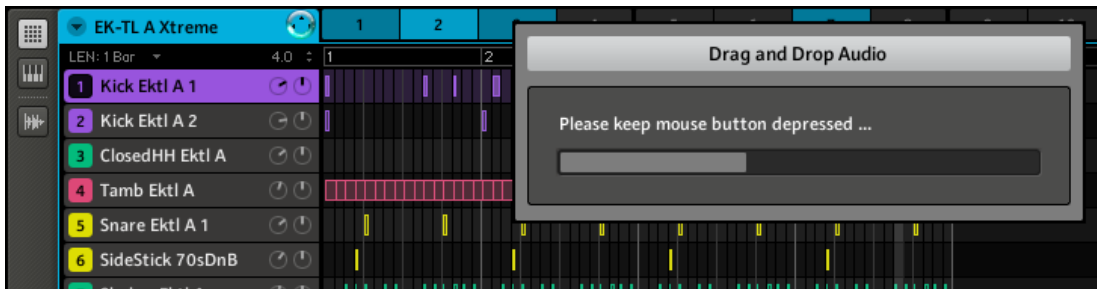 EK-TL A Xtreme
1
2
LEN: 1 Bar
4.0
1
2
1
Kick Ektl A 1
2
Kick Ektl A 2
3
ClosedHH Ektl A
4
Tamb Ektl A
5
Snare Ektl A 1
6
SideStick 70sDnB
Drag and Drop Audio
Please keep mouse button depressed ...